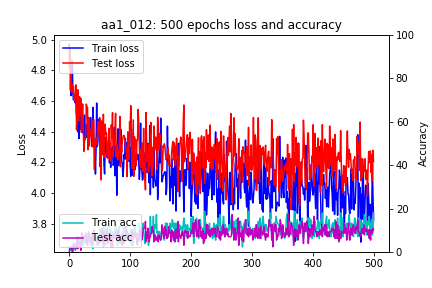 aa1_012: 500 epochs loss and accuracy
Train loss
Test loss
Train acc
Test acc
Loss
5.0
4.8
4.6
4.4
4.2
4.0
3.8
Accuracy
100
80
60
40
20
0
0 100 200 300 400 500